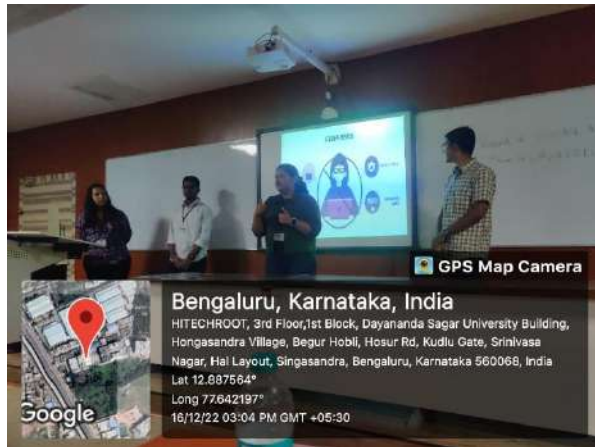 GPS Map Camera
Bengaluru, Karnataka, India
HITECHROOT, 3rd Floor,1st Block, Dayananda Sagar University Building,
Hongasandra Village, Begur Hobli, Hosur Rd, Kudlu Gate, Srinivasa
Nagar, Hal Layout, Singasandra, Bengaluru, Karnataka 560068, India
Lat 12.887564°
Long 77.642197°
16/12/22 03:04 PM GMT +05:30
Google